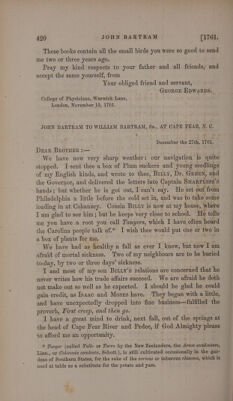 420 JOHN BARTRAM [1761.
These books contain all the small birds you were so good to send
me two or three years ago.
Pray my kind respects to your father and all friends, and
accept the same yourself, from
Your obliged friend and servant,
GEORGE EDWARDS.
College of Physicians, Warwick Lane,
London, November 15, 1761.
JOHN BARTRAM TO WILLIAM BARTRAM, Sr., AT CAPE FEAR, N. C.
December the 27th, 1761.
DEAR BROTHER:—
We have now very sharp weather; our navigation is quite
stopped. I sent thee a box of Plum suckers and young seedlings
of my English kinds, and wrote to thee, BILLY, Dr. GREEN, and
the Governor, and delivered the letters into Captain SHARPLESS's
hands; but whether he is got out, I can't say. He set out from
Philadelphia a little before the cold set in, and was to take some
loading in at Cohansey. Cousin BILLY is now at my house, where
I am glad to see him; but he keeps very close to school. He tells
me you have a root you call Tanyers, which I have often heard
the Carolina people talk of.* I wish thee would put one or two in
a box of plants for me.
We have had as healthy a fall as ever I knew, but now I am
afraid of mortal sickness. Two of my neighbours are to be buried
to-day, by two or three days' sickness.
I and most of my son BILLY's relations are concerned that he
never writes how his trade affairs succeed. We are afraid he doth
not make out so well as he expected. I should be glad he could
gain credit, as ISAAC and MOSES have. They began with a little,
and have unexpectedly dropped into fine business—fulfilled the
proverb, First creep, and then go.
I have a great mind to drink, next fall, out of the springs at
the head of Cape Fear River and Pedee, if God Almighty please
to afford me an opportunity.
* Tanyer (called Tallo or Tarro by the New Zealanders, the Arum esculentum,
Linn., or Colocasia esculenta, Schott.), is still cultivated occasionally in the gar-
dens of Southern States, for the sake of the corms or tuberous rhizoma, which is
used at table as a substitute for the potato and yam.